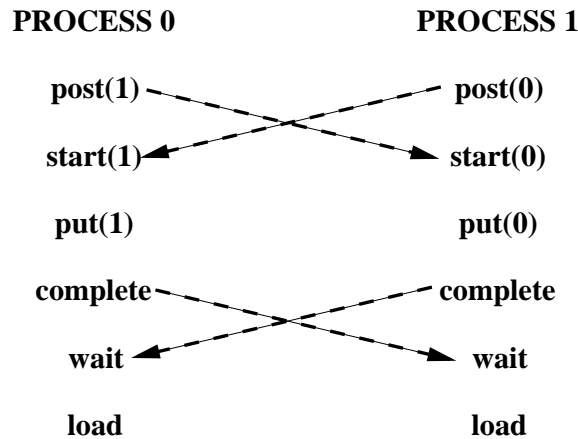 PROCESS 0 PROCESS 1
post(1) post(0)
start(1) start(0)
put(1) put(0)
complete complete
wait wait
load load